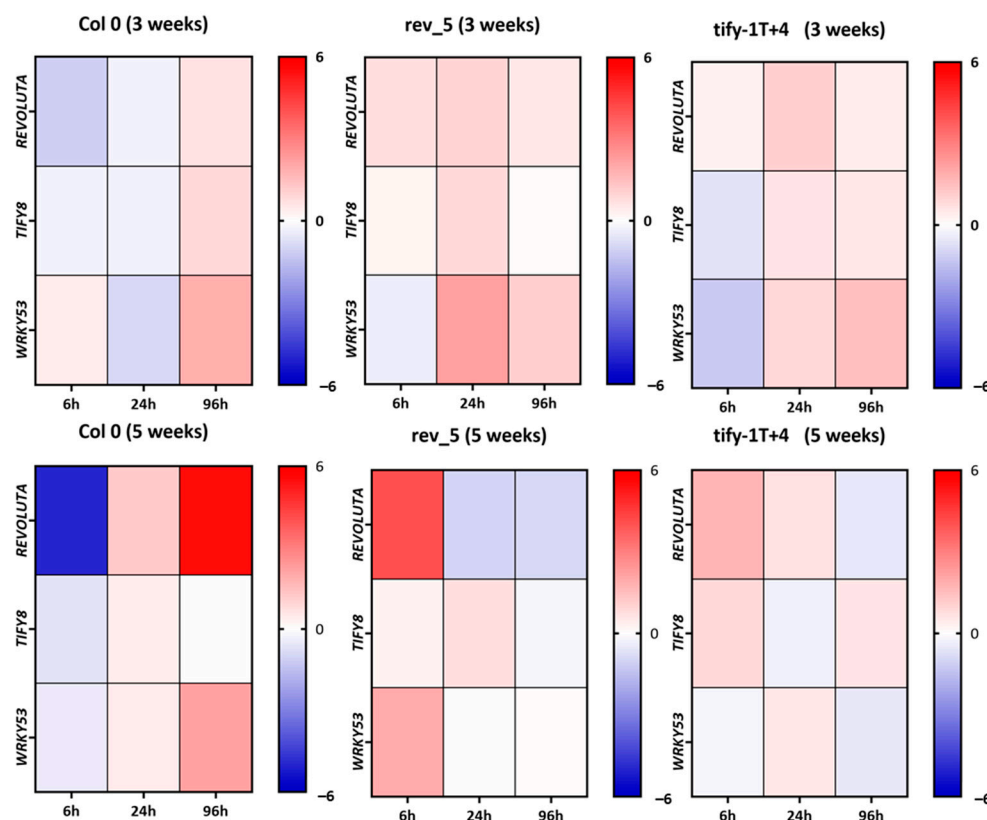 Col 0 (3 weeks)
6
REVOLUTA
TIFY8
0
WRKY53
−6
6h 24h 96h
rev_5 (3 weeks)
6
REVOLUTA
TIFY8
0
WRKY53
−6
6h 24h 96h
tify-1T+4 (3 weeks)
6
REVOLUTA
TIFY8
0
WRKY53
−6
6h 24h 96h
Col 0 (5 weeks)
6
REVOLUTA
TIFY8
0
WRKY53
−6
6h 24h 96h
rev_5 (5 weeks)
6
REVOLUTA
TIFY8
0
WRKY53
−6
6h 24h 96h
tify-1T+4 (5 weeks)
6
REVOLUTA
TIFY8
0
WRKY53
−6
6h 24h 96h